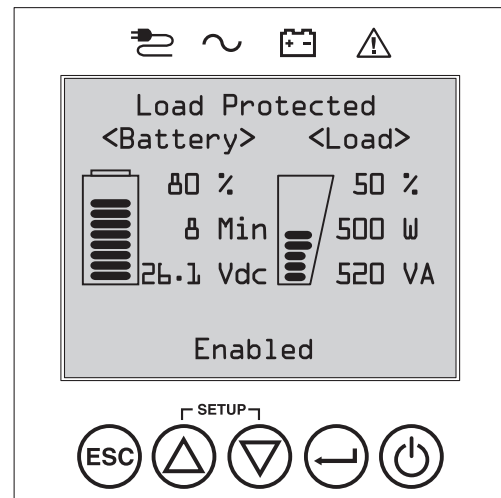 Load Protected
<Battery> <Load>
80 % 50 %
8 Min 500 W
26.1 Vdc 520 VA
Enabled
SETUP
ESC